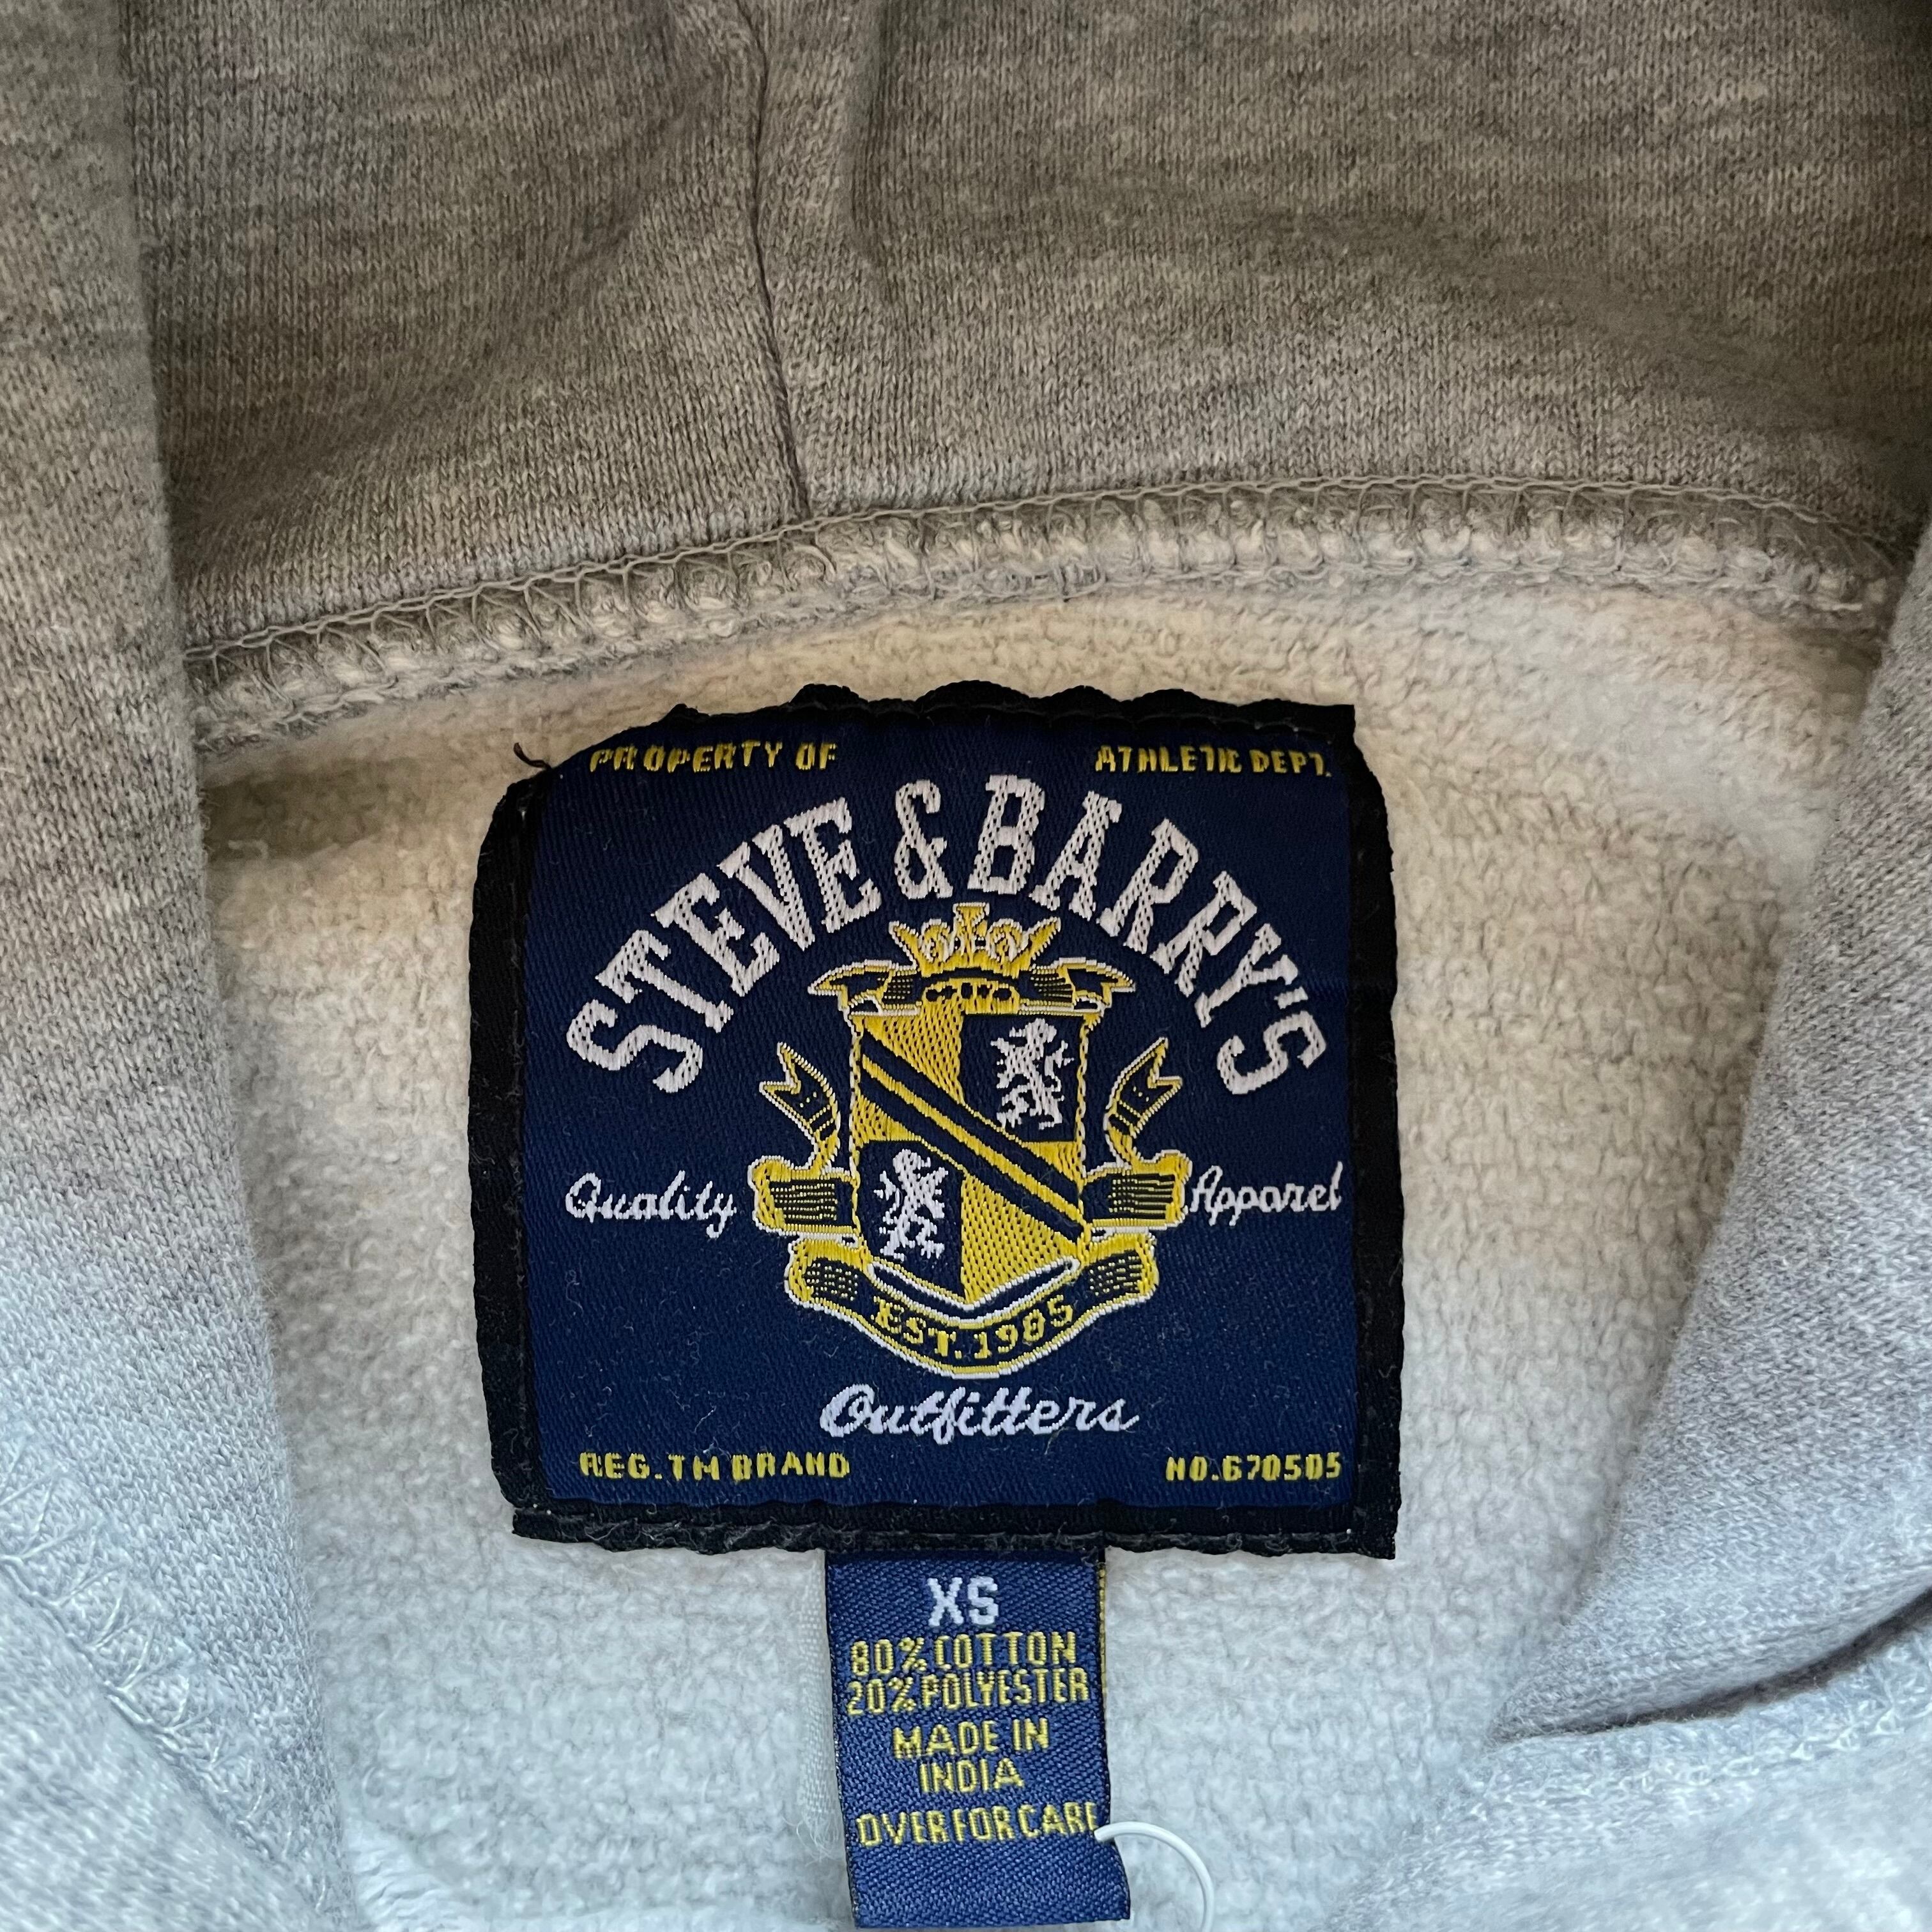 PROPERTY OF ATHLETIC DEPT.
STEVE & BARRY'S
Quality Apparel
EST. 1985
Outfitters
REG. TM BRAND NO. 670505
XS
80% COTTON
20% POLYESTER
MADE IN
INDIA
OVER FOR CARE